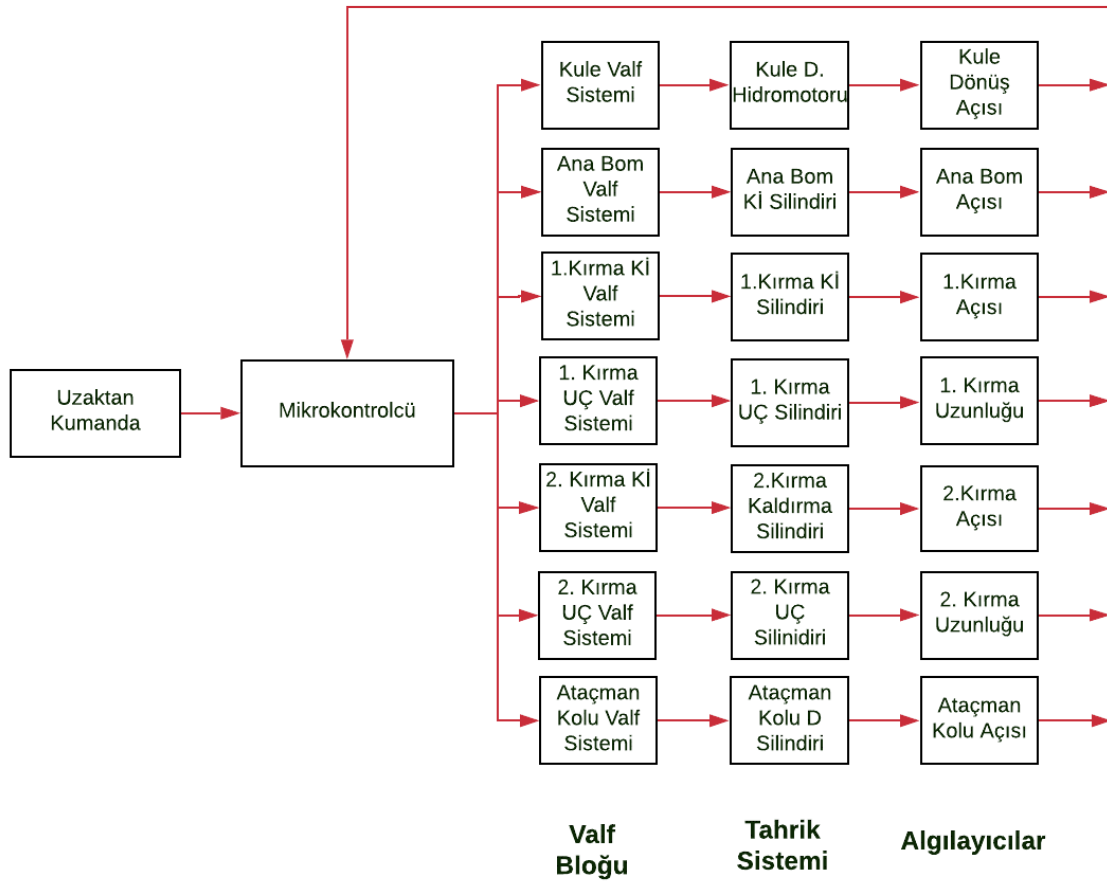 Kule Valf
Sistemi
Kule D.
Hidromotoru
Kule
Dönüş
Açısı
Ana Bom
Valf
Sistemi
Ana Bom
Kİ Silindiri
Ana Bom
Açısı
1.Kırma Kİ
Valf
Sistemi
1.Kırma Kİ
Silindiri
1.Kırma
Açısı
Uzaktan
Kumanda
Mikrokontrolcü
1. Kırma
UÇ Valf
Sistemi
1. Kırma
UÇ Silindiri
1. Kırma
Uzunluğu
2. Kırma Kİ
Valf
Sistemi
2.Kırma
Kaldırma
Silindiri
2.Kırma
Açısı
2. Kırma
UÇ Valf
Sistemi
2. Kırma
UÇ
Silinidiri
2. Kırma
Uzunluğu
Ataçman
Kolu Valf
Sistemi
Ataçman
Kolu D
Silindiri
Ataçman
Kolu Açısı
Valf
Bloğu
Tahrik
Sistemi
Algılayıcılar